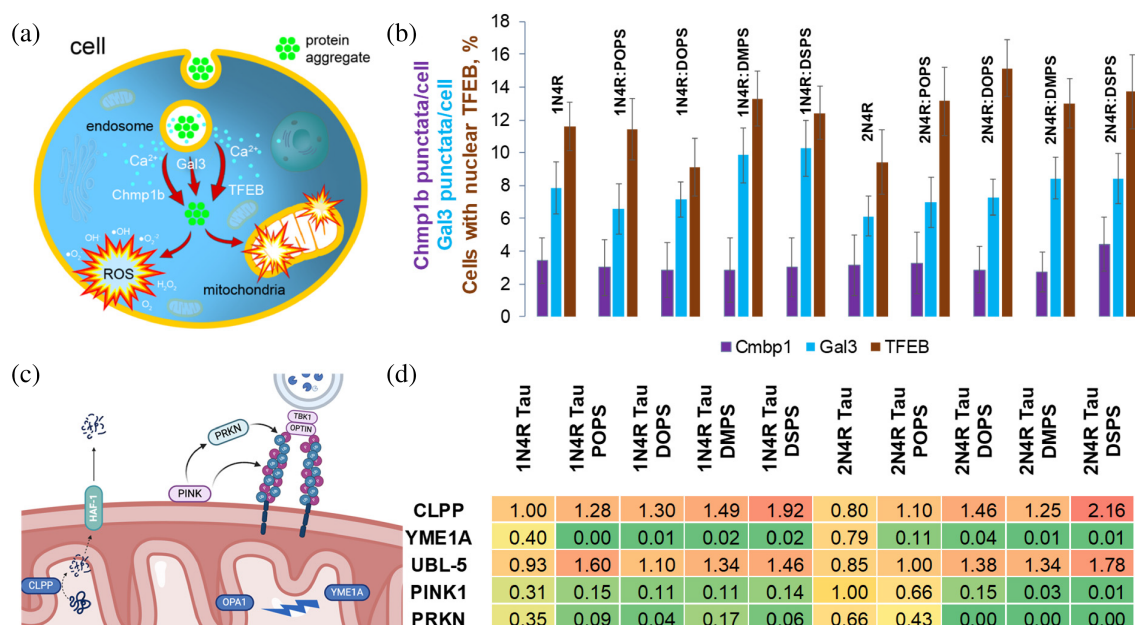 (a)
cell
protein
aggregate
endosome
Ca²⁺
Gal3
Ca²⁺
Chmp1b
TFEB
OH
•OH
•O₂⁻²
•O₂
ROS
H₂O₂
O₂
mitochondria
(b)
Chmp1b punctata/cell
Gal3 punctata/cell
Cells with nuclear TFEB, %
18
16
14
12
10
8
6
4
2
0
1N4R
1N4R:POPS
1N4R:DOPS
1N4R:DMPS
1N4R:DSPS
2N4R
2N4R:POPS
2N4R:DOPS
2N4R:DMPS
2N4R:DSPS
Cmbp1 Gal3 TFEB
(c)
TBK1
OPTIN
PRKN
PINK
HAF-1
CLPP
OPA1
YME1A
(d)
1N4R Tau
1N4R Tau POPS
1N4R Tau DOPS
1N4R Tau DMPS
1N4R Tau DSPS
2N4R Tau
2N4R Tau POPS
2N4R Tau DOPS
2N4R Tau DMPS
2N4R Tau DSPS
CLPP 1.00 1.28 1.30 1.49 1.92 0.80 1.10 1.46 1.25 2.16
YME1A 0.40 0.00 0.01 0.02 0.02 0.79 0.11 0.04 0.01 0.01
UBL-5 0.93 1.60 1.10 1.34 1.46 0.85 1.00 1.38 1.34 1.78
PINK1 0.31 0.15 0.11 0.11 0.14 1.00 0.66 0.15 0.03 0.01
PRKN 0.35 0.09 0.04 0.17 0.06 0.66 0.43 0.00 0.00 0.00